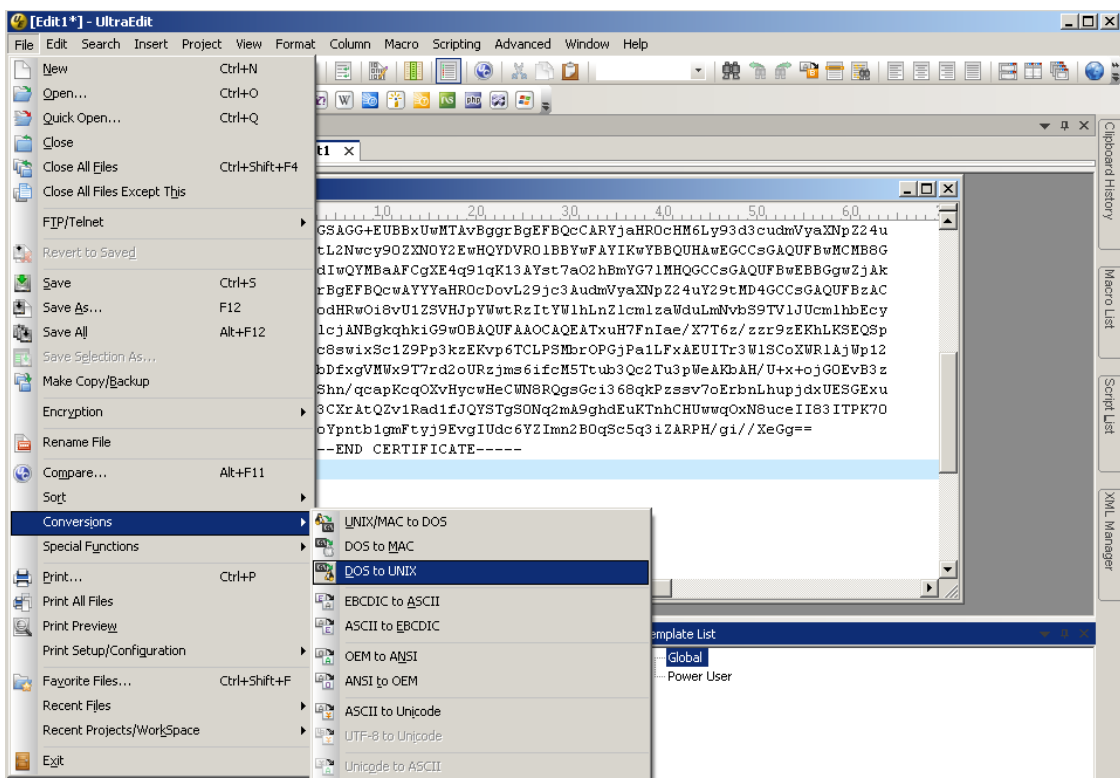 [Edit1*] - UltraEdit
File Edit Search Insert Project View Format Column Macro Scripting Advanced Window Help
New Ctrl+N
Open... Ctrl+O
Quick Open... Ctrl+Q
Close
Close All Files Ctrl+Shift+F4
Close All Files Except This
FTP/Telnet
Revert to Saved
Save Ctrl+S
Save As... F12
Save All Alt+F12
Save Selection As...
Make Copy/Backup
Encryption
Rename File
Compare... Alt+F11
Sort
Conversions
Special Functions
Print... Ctrl+P
Print All Files
Print Preview
Print Setup/Configuration
Favorite Files... Ctrl+Shift+F
Recent Files
Recent Projects/WorkSpace
Exit
UNIX/MAC to DOS
DOS to MAC
DOS to UNIX
EBCDIC to ASCII
ASCII to EBCDIC
OEM to ANSI
ANSI to OEM
ASCII to Unicode
UTF-8 to Unicode
Unicode to ASCII
t1
10 20 30 40 50 60
GSAGG+EUBBxUwMTAvBggrBgEFBQcCARYjaHR0cHM6Ly93d3cudmVyaXNpZ24u
tL2Nwcy90ZXN0Y2EwHQYDVR0lBBYwFAYIKwYBBQUHAwEGCCsGAQUFBwMCMB8G
dIwQYMBaAFCgXE4q91qK13AYst7aO2hBmYG71MHQGCCsGAQUFBwEBBGgwZjAk
rBgEFBQcwAYYYaHR0cDovL29jc3AudmVyaXNpZ24uY29tMD4GCCsGAQUFBzAC
odHRwOi8vU1ZSVHJpYWwtRzItYWlhLnZlcmlzaWduLmNvbS9TVlJUcmlhbEcy
lcjANBgkqhkiG9w0BAQUFAAOCAQEATxuH7FnIae/X7T6z/zzr9zEKhLKSEQSp
c8swixSc1Z9Pp3kzEKvp6TCLPSMbrOPGjPa1LFxAEUITr3WlSCoXWRlAjWp12
bDfxgVMWx9T7rd2oURzjms6ifcM5Ttub3Qc2Tu3pWeAKbAH/U+x+ojGOEvB3z
Shn/qcapKcqOXvHycwHeCWN8RQgsGci368qkPzssv7oErbnLhupjdxUESGExu
3CXrAtQZv1Rad1fJQYSTgSONq2mA9ghdEuKTnhCHUwwqOxN8uceII83ITPK7O
oYpntb1gmFtyj9EvgIUdc6YZImn2BOqSc5q3iZARPH/gi//XeGg==
--END CERTIFICATE-----
emplate List
Global
Power User
Clipboard History
Macro List
Script List
XML Manager